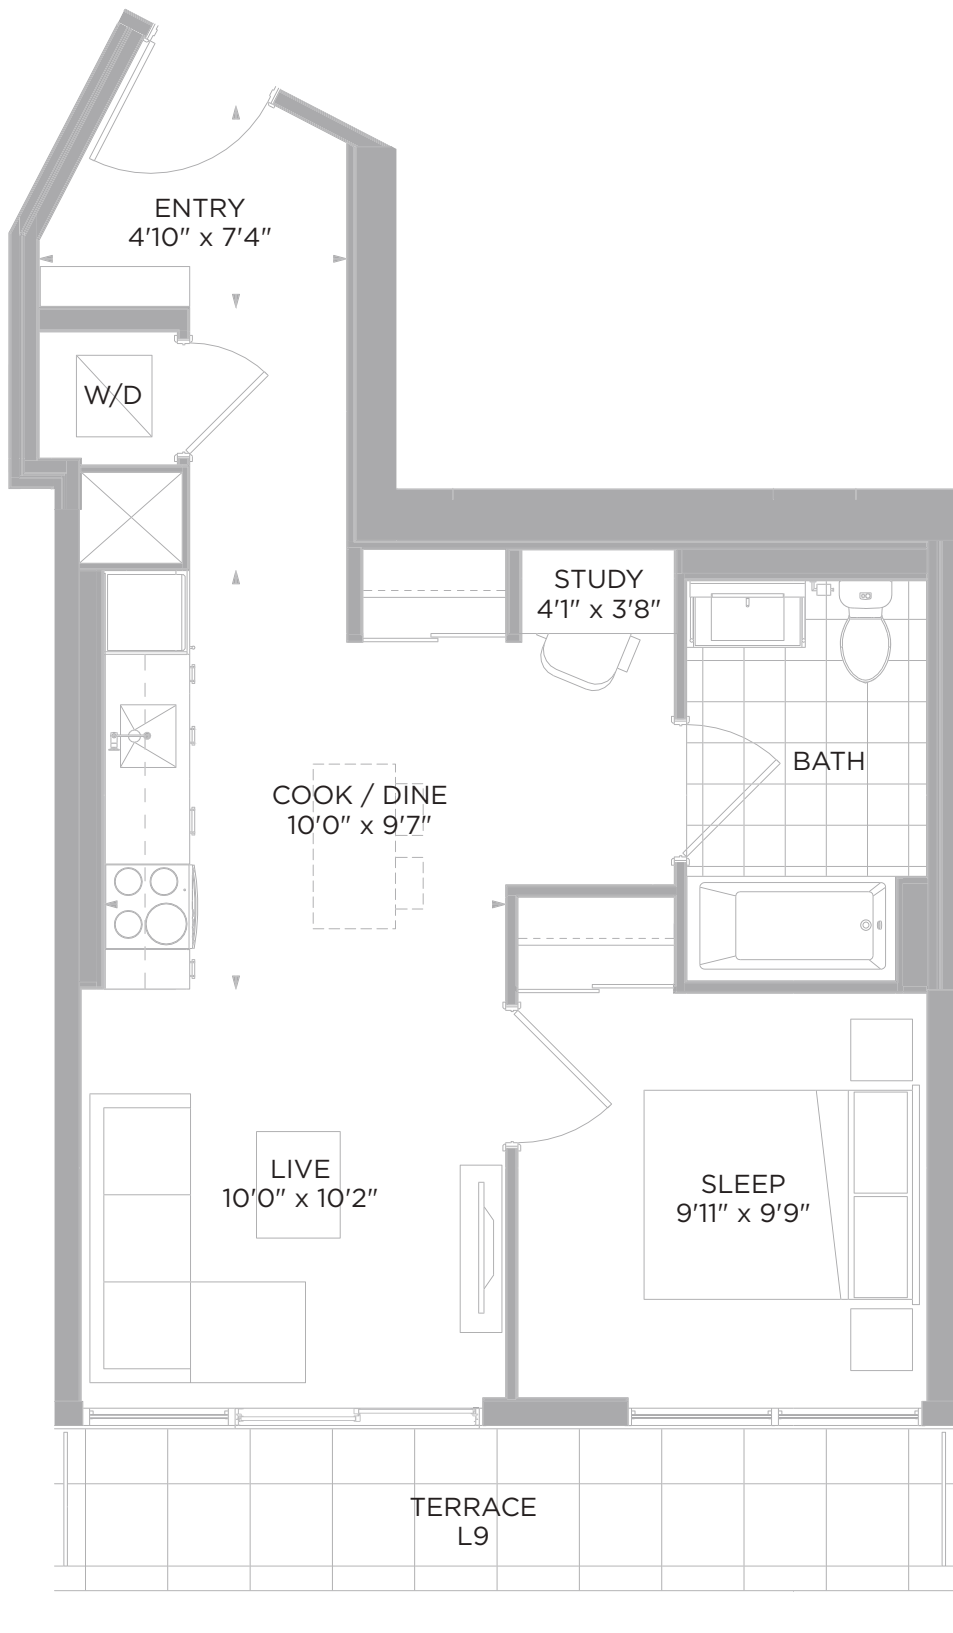 ENTRY
4'10" x 7'4"
W/D
STUDY
4'1" x 3'8"
BATH
COOK / DINE
10'0" x 9'7"
LIVE
10'0" x 10'2"
SLEEP
9'11" x 9'9"
TERRACE
L9